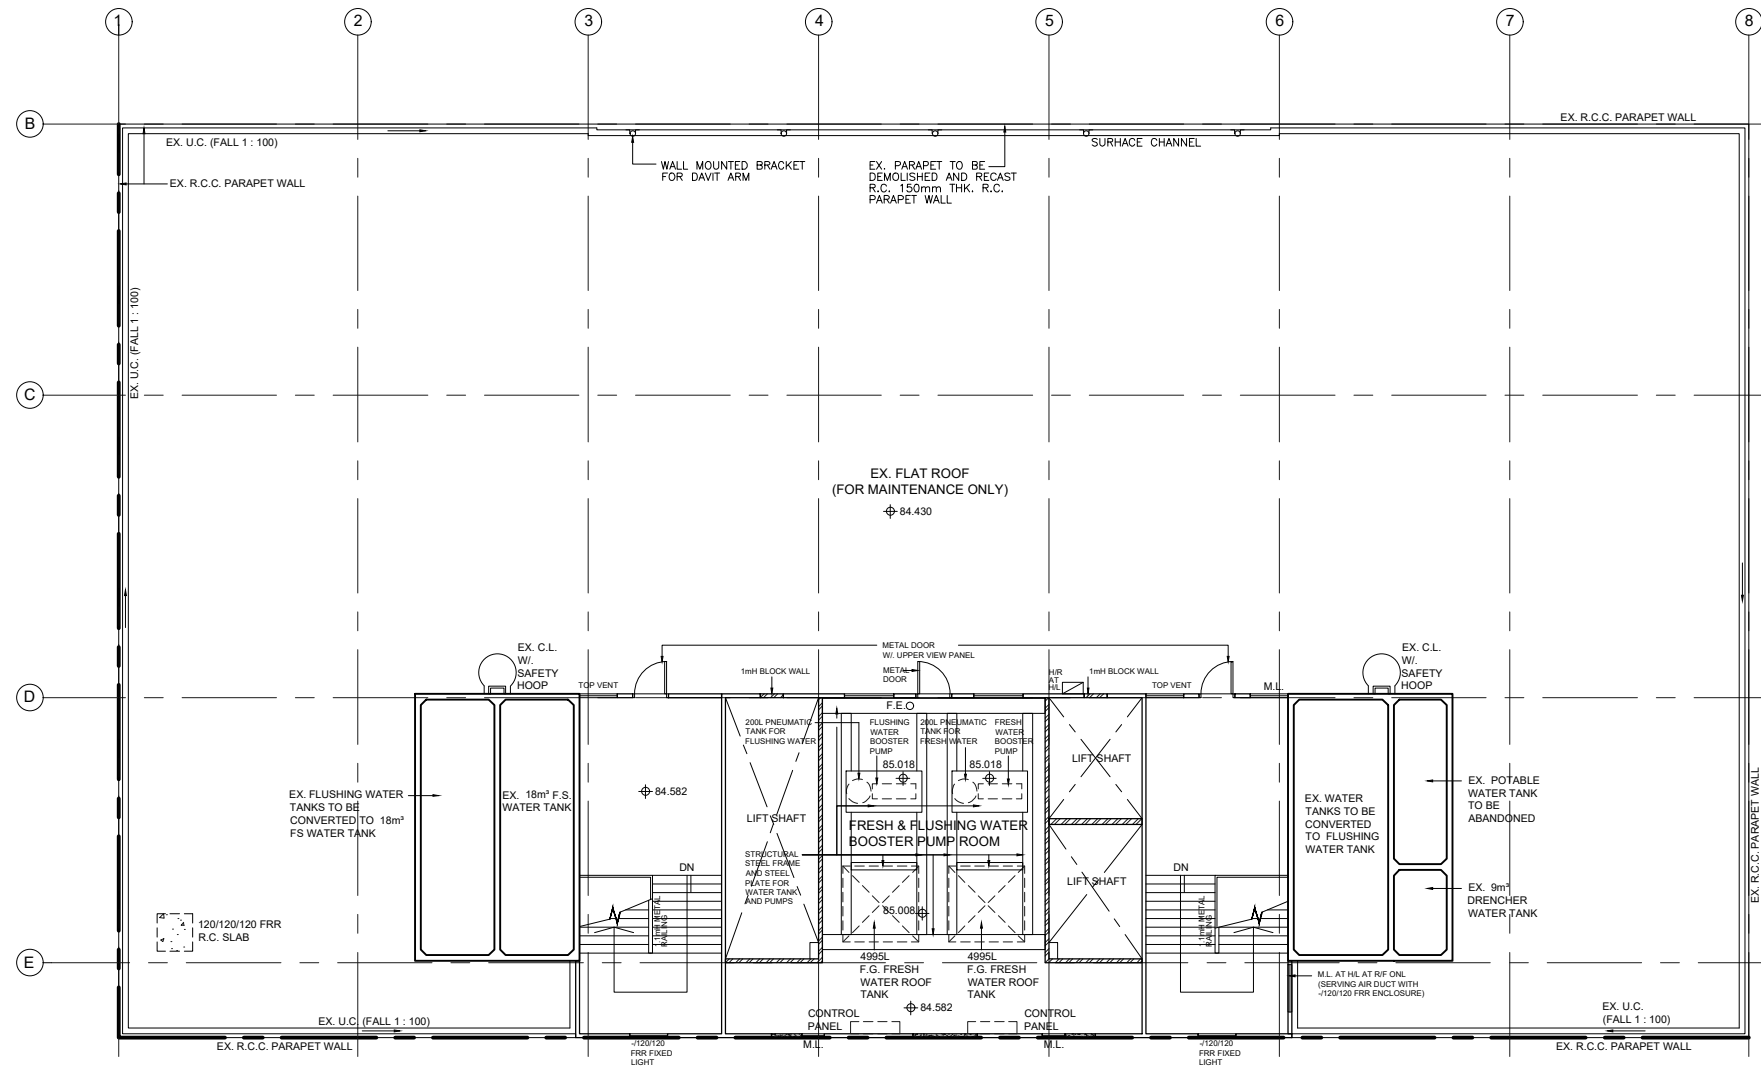 1
2
3
4
5
6
7
8
B
EX. R.C.C. PARAPET WALL
EX. U.C. (FALL 1 : 100)
SURHACE CHANNEL
EX. R.C.C. PARAPET WALL
WALL MOUNTED BRACKET
FOR DAVIT ARM
EX. PARAPET TO BE
DEMOLISHED AND RECAST
R.C. 150mm THK. R.C.
PARAPET WALL
EX. U.C. (FALL 1 : 100)
C
EX. FLAT ROOF
(FOR MAINTENANCE ONLY)
84.430
EX. C.L.
W/.
SAFETY
HOOP
METAL DOOR
W/. UPPER VIEW PANEL
EX. C.L.
W/.
SAFETY
HOOP
TOP VENT
1mH BLOCK WALL
METAL
DOOR
H/R
AT
H/L
1mH BLOCK WALL
TOP VENT
M.L.
D
F.E.
200L PNEUMATIC
TANK FOR
FLUSHING WATER
FLUSHING
WATER
BOOSTER
PUMP
200L PNEUMATIC
TANK FOR
FRESH WATER
FRESH
WATER
BOOSTER
PUMP
85.018
85.018
LIFT SHAFT
EX. FLUSHING WATER
TANKS TO BE
CONVERTED TO 18m³
FS WATER TANK
EX. 18m³ F.S.
WATER TANK
84.582
LIFT SHAFT
FRESH & FLUSHING WATER
BOOSTER PUMP ROOM
EX. WATER
TANKS TO BE
CONVERTED
TO FLUSHING
WATER TANK
EX. POTABLE
WATER TANK
TO BE
ABANDONED
EX. R.C.C. PARAPET WALL
STRUCTURAL
STEEL FRAME
AND STEEL
PLATE FOR
WATER TANK
AND PUMPS
DN
LIFT SHAFT
DN
EX. 9m³
DRENCHER
WATER TANK
120/120/120 FRR
R.C. SLAB
1.1mH METAL
RAILING
85.008
1.1mH METAL
RAILING
E
4995L
F.G. FRESH
WATER ROOF
TANK
4995L
F.G. FRESH
WATER ROOF
TANK
M.L. AT H/L AT R/F ONL
(SERVING AIR DUCT WITH
-/120/120 FRR ENCLOSURE)
84.582
CONTROL
PANEL
CONTROL
PANEL
EX. U.C. (FALL 1 : 100)
EX. U.C.
(FALL 1 : 100)
EX. R.C.C. PARAPET WALL
-/120/120
FRR FIXED
LIGHT
M.L.
M.L.
-/120/120
FRR FIXED
LIGHT
EX. R.C.C. PARAPET WALL